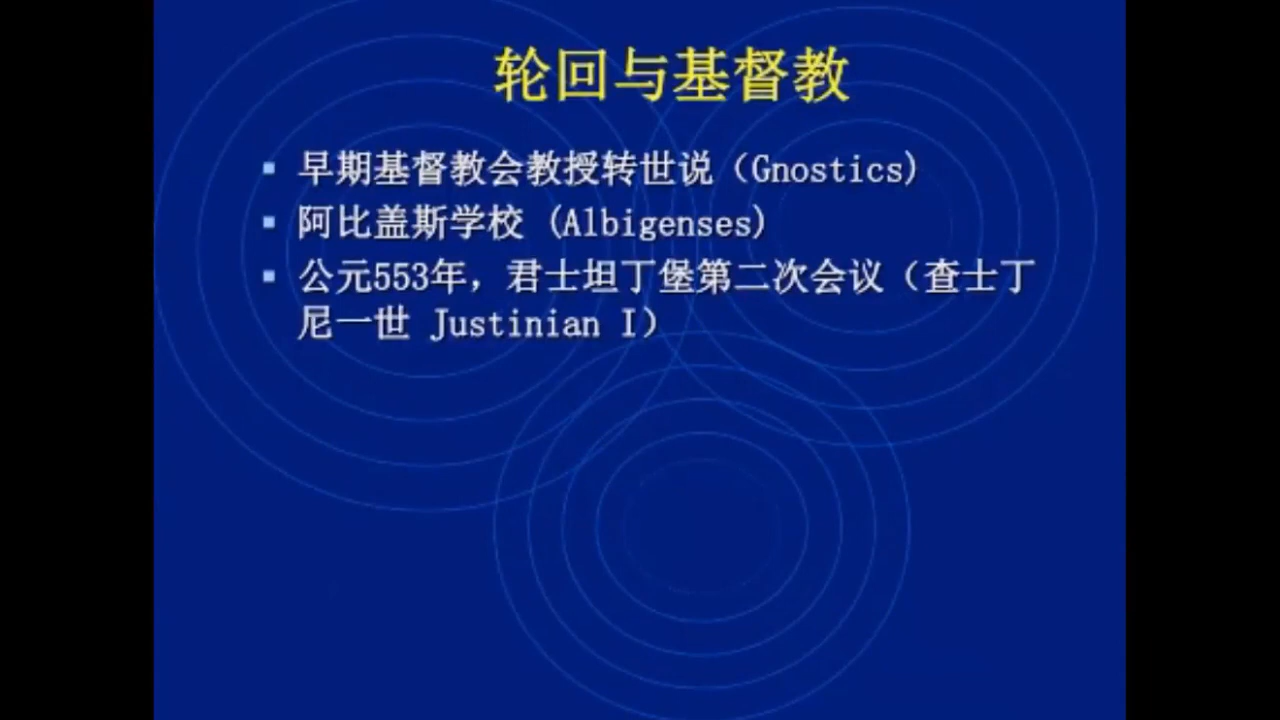 轮回与基督教
▪ 早期基督教会教授转世说（Gnostics)
▪ 阿比盖斯学校 (Albigenses)
▪ 公元553年，君士坦丁堡第二次会议（查士丁
尼一世 Justinian I）